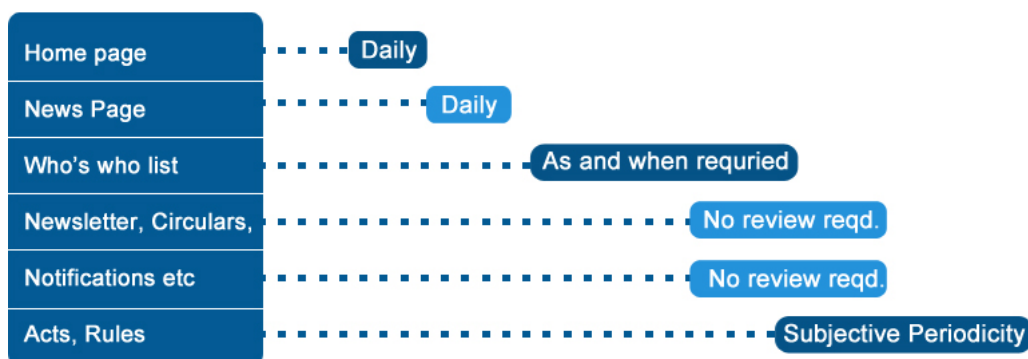 Home page
Daily
News Page
Daily
Who's who list
As and when requried
Newsletter, Circulars,
No review reqd.
Notifications etc
No review reqd.
Acts, Rules
Subjective Periodicity